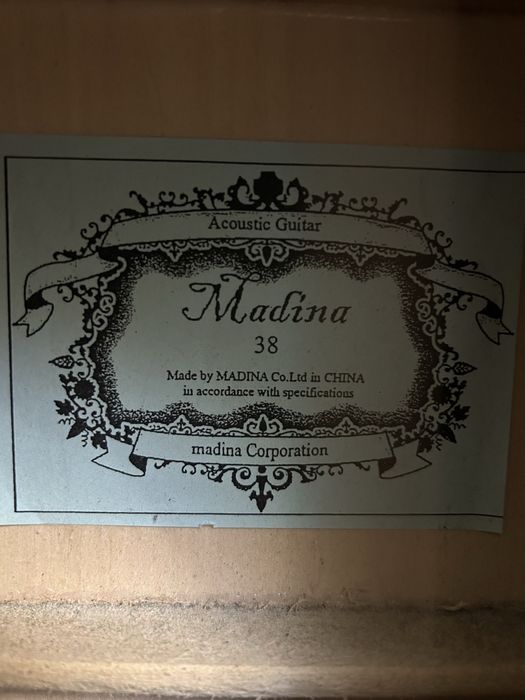 Acoustic Guitar
Madina
38
Made by MADINA Co.Ltd in CHINA
in accordance with specifications
madina Corporation